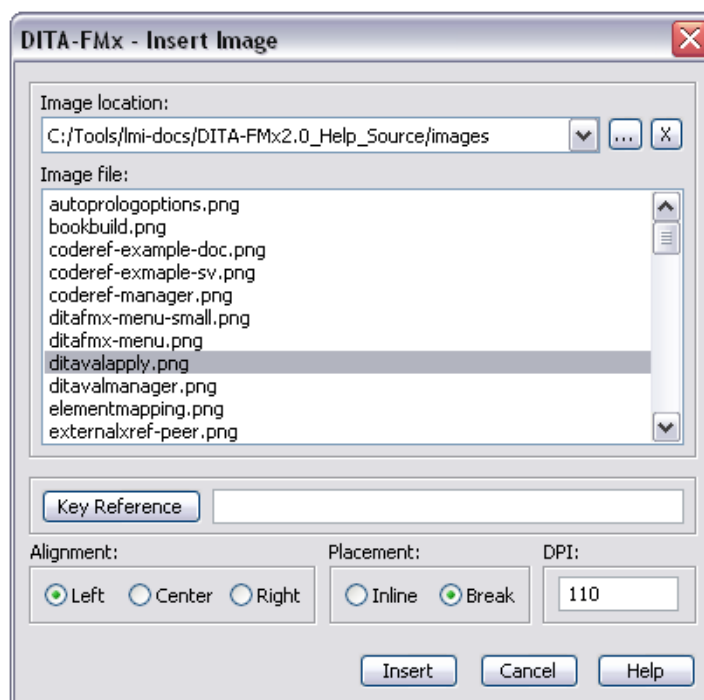 DITA-FMx - Insert Image
Image location:
C:/Tools/lmi-docs/DITA-FMx2.0_Help_Source/images
... X
Image file:
autoprologoptions.png
bookbuild.png
coderef-example-doc.png
coderef-exmaple-sv.png
coderef-manager.png
ditafmx-menu-small.png
ditafmx-menu.png
ditavalapply.png
ditavalmanager.png
elementmapping.png
externalxref-peer.png
Key Reference
Alignment: Placement: DPI:
Left Center Right Inline Break 110
Insert Cancel Help